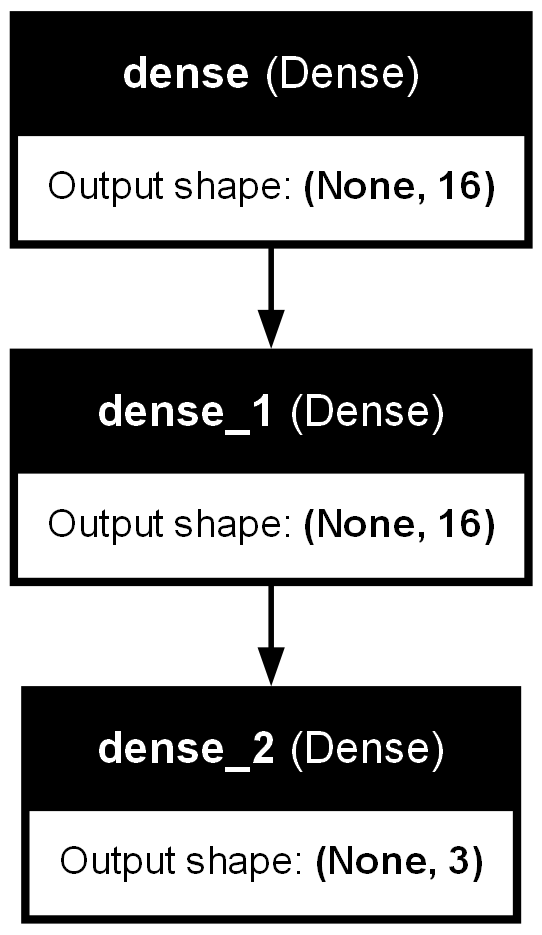 dense (Dense)
Output shape: (None, 16)
dense_1 (Dense)
Output shape: (None, 16)
dense_2 (Dense)
Output shape: (None, 3)